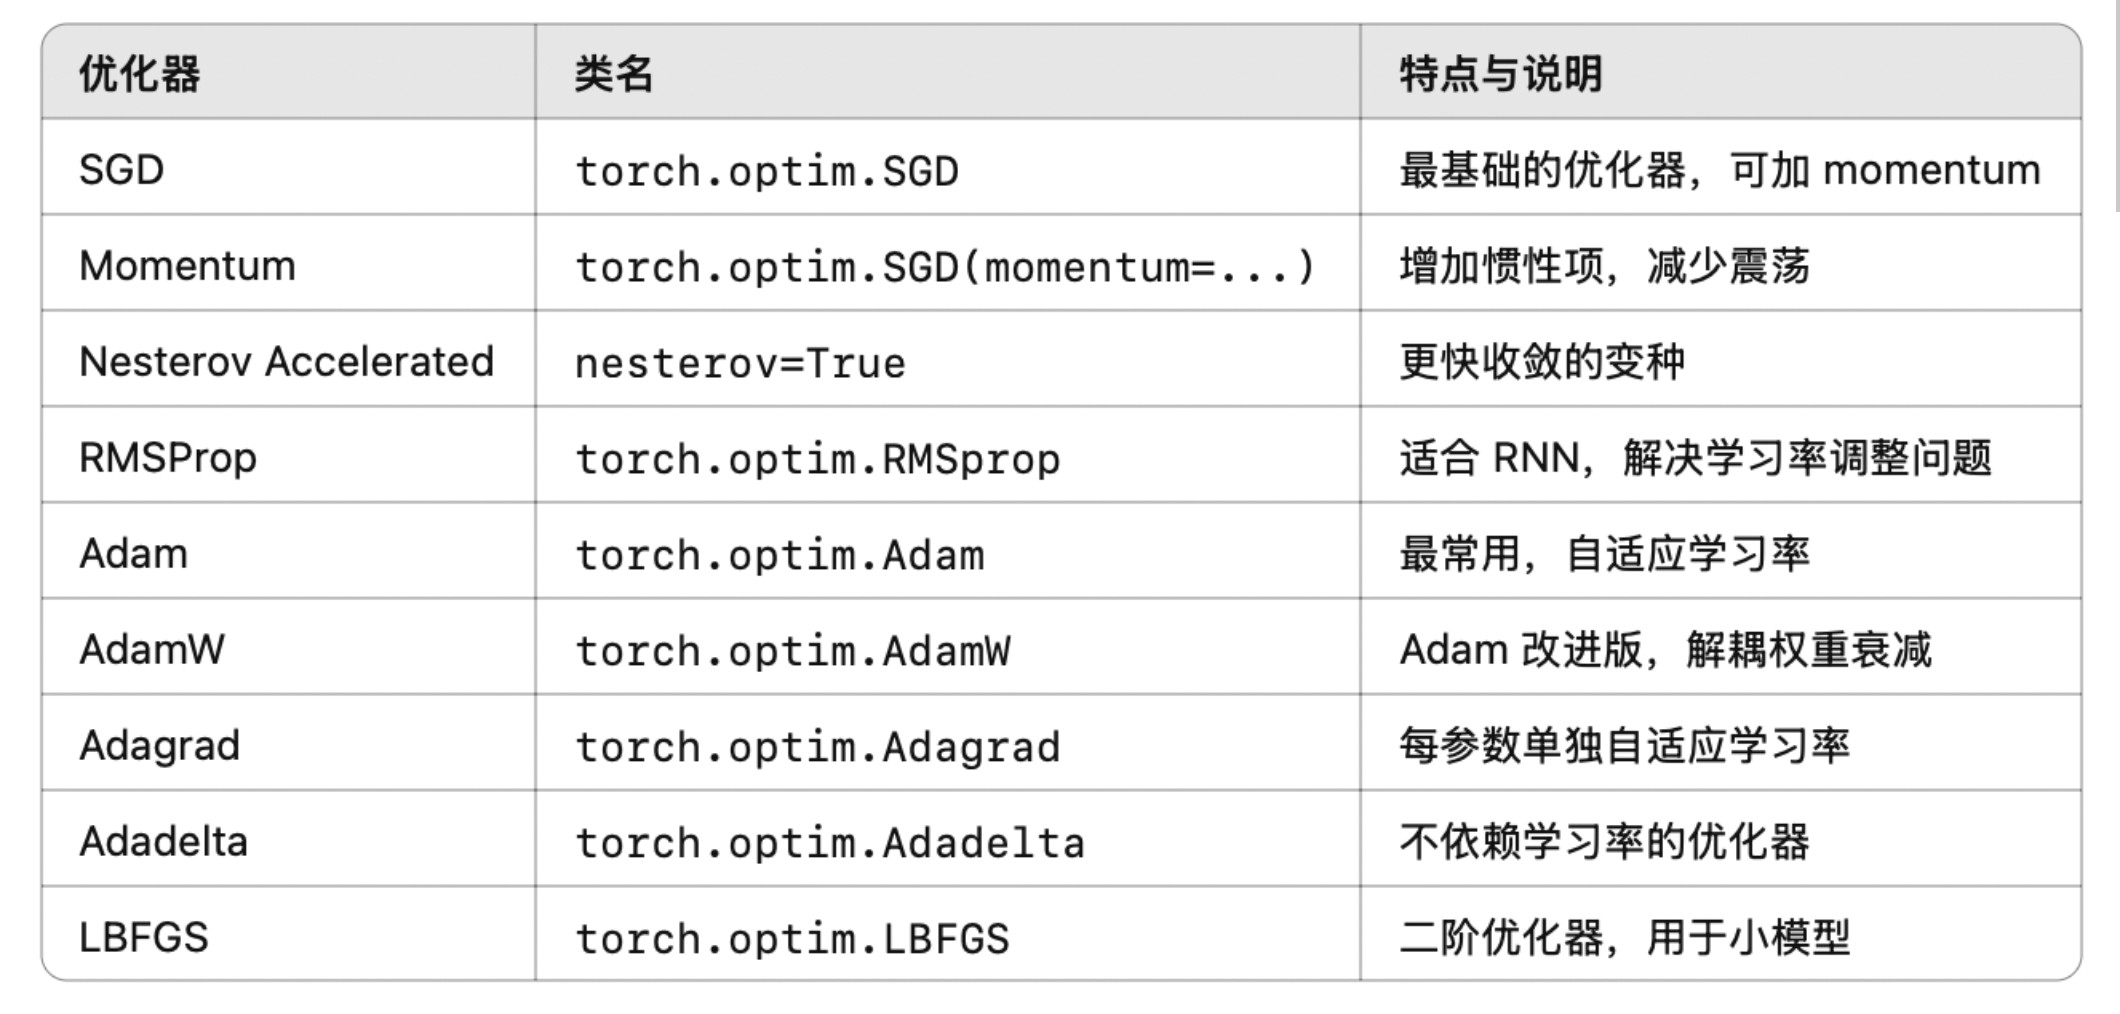 优化器 类名 特点与说明
SGD torch.optim.SGD 最基础的优化器，可加 momentum
Momentum torch.optim.SGD(momentum=...) 增加惯性项，减少震荡
Nesterov Accelerated nesterov=True 更快收敛的变种
RMSProp torch.optim.RMSprop 适合 RNN，解决学习率调整问题
Adam torch.optim.Adam 最常用，自适应学习率
AdamW torch.optim.AdamW Adam 改进版，解耦权重衰减
Adagrad torch.optim.Adagrad 每参数单独自适应学习率
Adadelta torch.optim.Adadelta 不依赖学习率的优化器
LBFGS torch.optim.LBFGS 二阶优化器，用于小模型